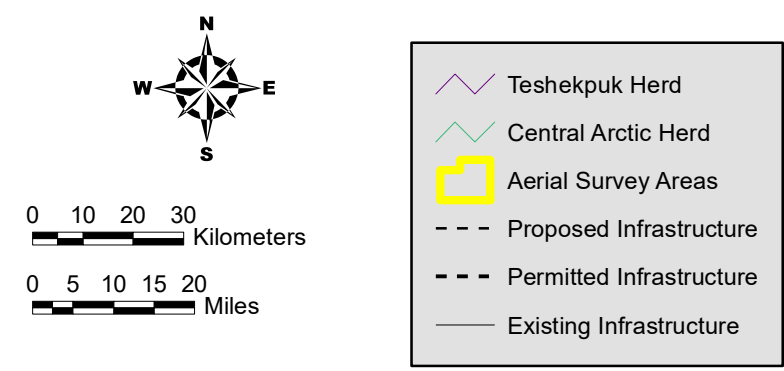 N
W E
S
0 10 20 30
Kilometers
0 5 10 15 20
Miles
Teshekpuk Herd
Central Arctic Herd
Aerial Survey Areas
Proposed Infrastructure
Permitted Infrastructure
Existing Infrastructure